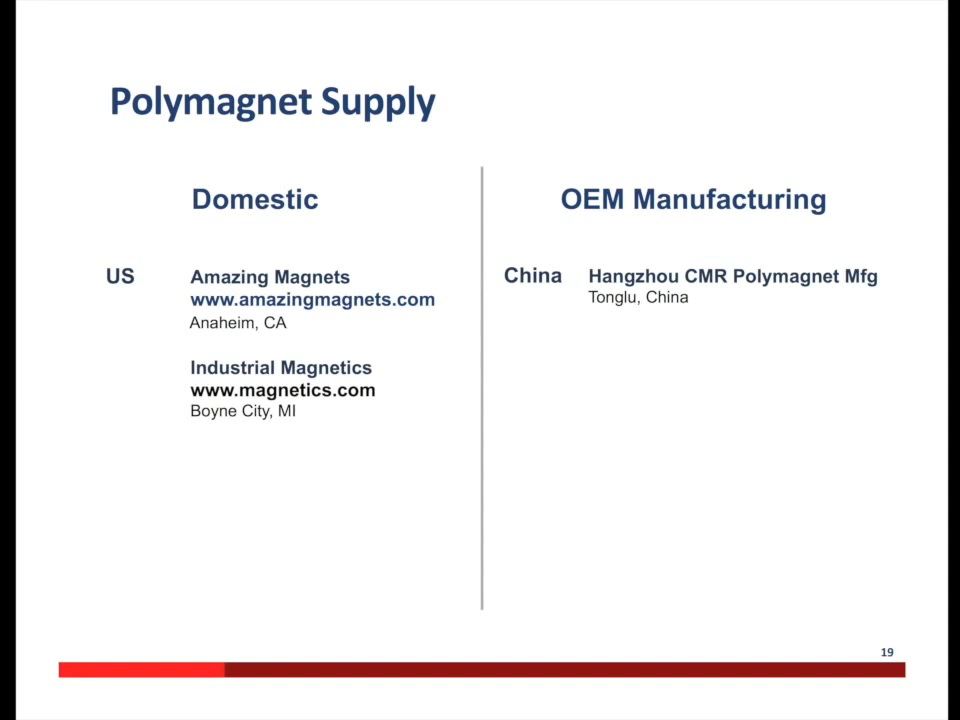 Polymagnet Supply
Domestic
US
Amazing Magnets
www.amazingmagnets.com
Anaheim, CA
Industrial Magnetics
www.magnetics.com
Boyne City, MI
OEM Manufacturing
China
Hangzhou CMR Polymagnet Mfg
Tonglu, China
19